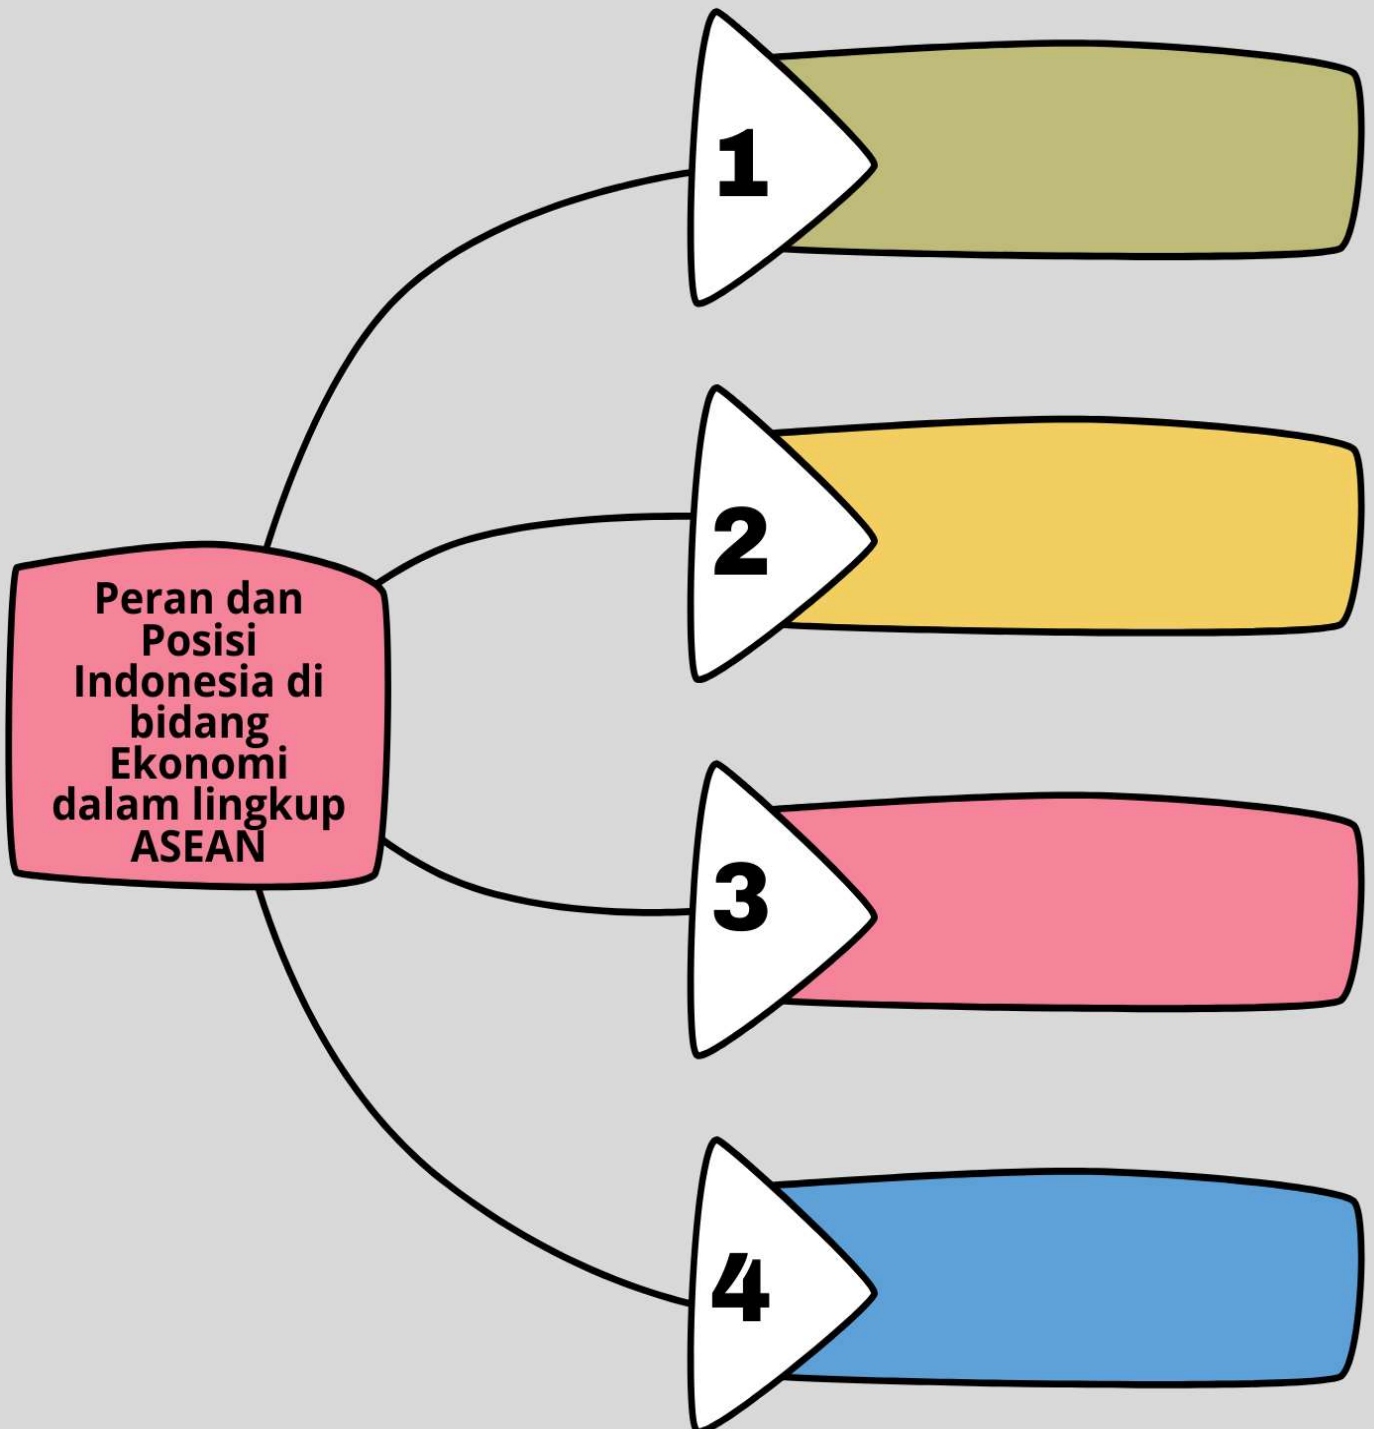 1
2
Peran dan
Posisi
Indonesia di
bidang
Ekonomi
dalam lingkup
ASEAN
3
4